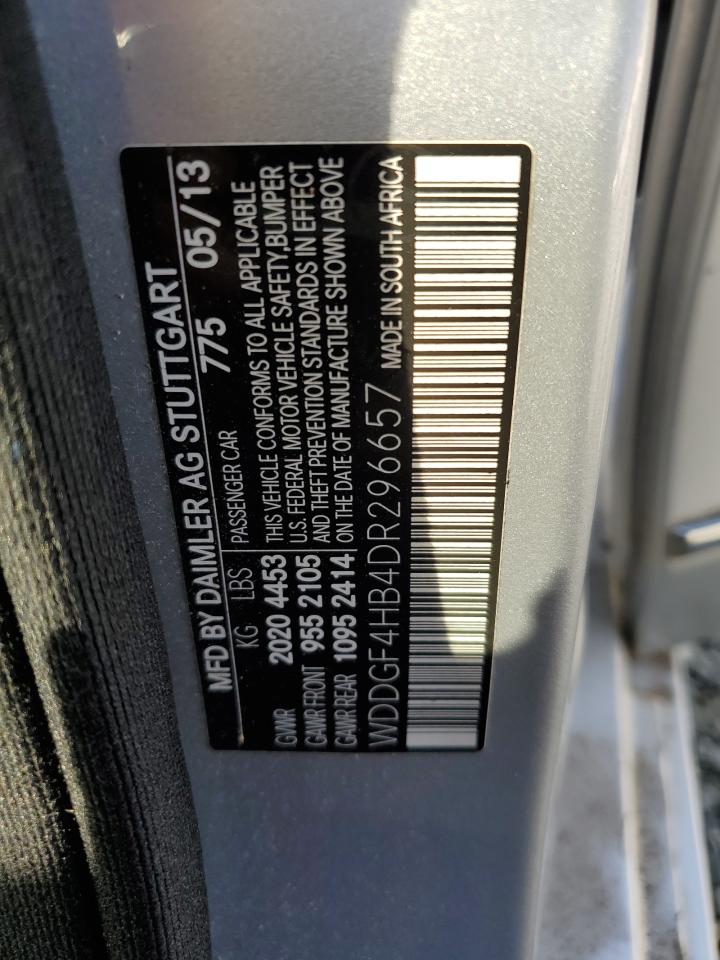 MFD BY DAIMLER AG STUTTGART
775 05/13
KG LBS PASSENGER CAR
GVWR 2020 4453
GAWR FRONT 955 2105
GAWR REAR 1095 2414
THIS VEHICLE CONFORMS TO ALL APPLICABLE
U.S. FEDERAL MOTOR VEHICLE SAFETY,BUMPER
AND THEFT PREVENTION STANDARDS IN EFFECT
ON THE DATE OF MANUFACTURE SHOWN ABOVE
WDDGF4HB4DR296657 MADE IN SOUTH AFRICA